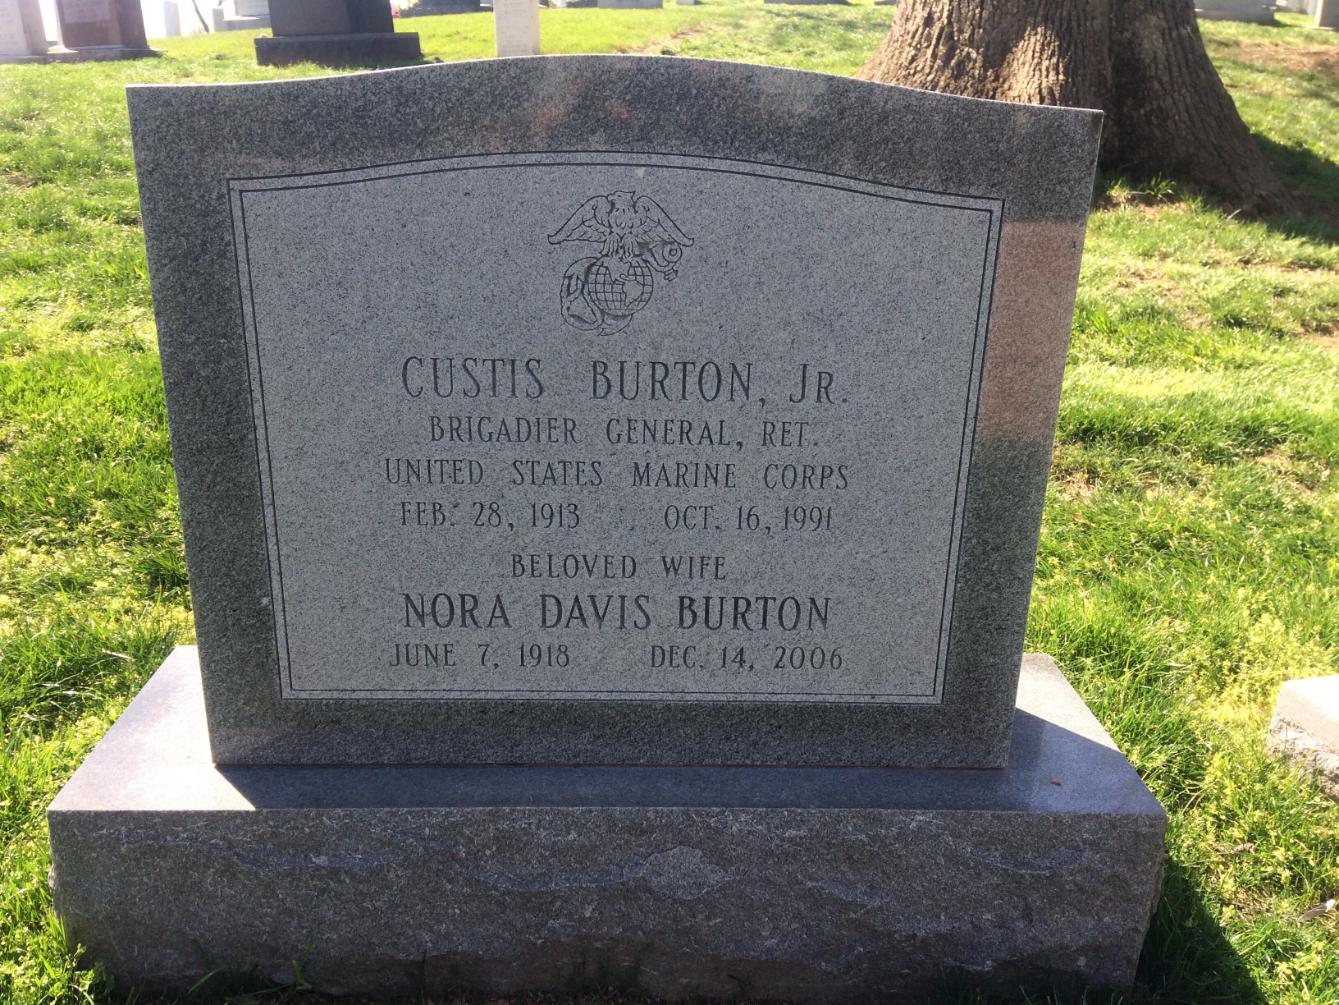 CUSTIS BURTON, JR.
BRIGADIER GENERAL, RET.
UNITED STATES MARINE CORPS
FEB. 28, 1913 OCT. 16, 1991
BELOVED WIFE
NORA DAVIS BURTON
JUNE 7, 1918 DEC. 14, 2006